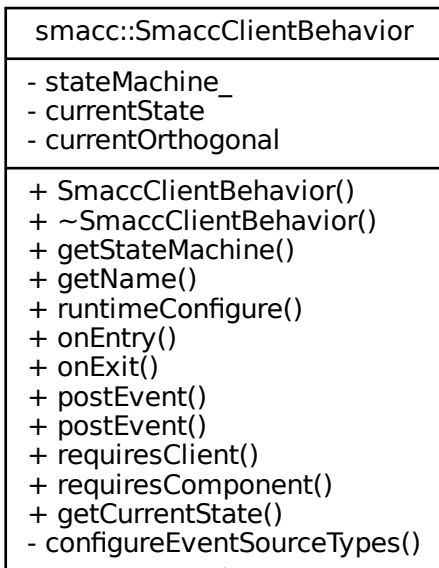 smacc::SmaccClientBehavior
- stateMachine_
- currentState
- currentOrthogonal
+ SmaccClientBehavior()
+ ~SmaccClientBehavior()
+ getStateMachine()
+ getName()
+ runtimeConfigure()
+ onEntry()
+ onExit()
+ postEvent()
+ postEvent()
+ requiresClient()
+ requiresComponent()
+ getCurrentState()
- configureEventSourceTypes()